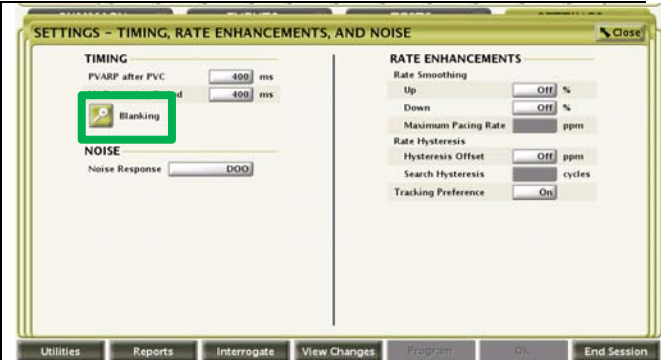 SETTINGS – TIMING, RATE ENHANCEMENTS, AND NOISE
Close
TIMING
PVARP after PVC 400 ms
400 ms
Blanking
NOISE
Noise Response DOO
RATE ENHANCEMENTS
Rate Smoothing
Up Off %
Down Off %
Maximum Pacing Rate ppm
Rate Hysteresis
Hysteresis Offset Off ppm
Search Hysteresis cycles
Tracking Preference On
Utilities Reports Interrogate View Changes Program OK End Session